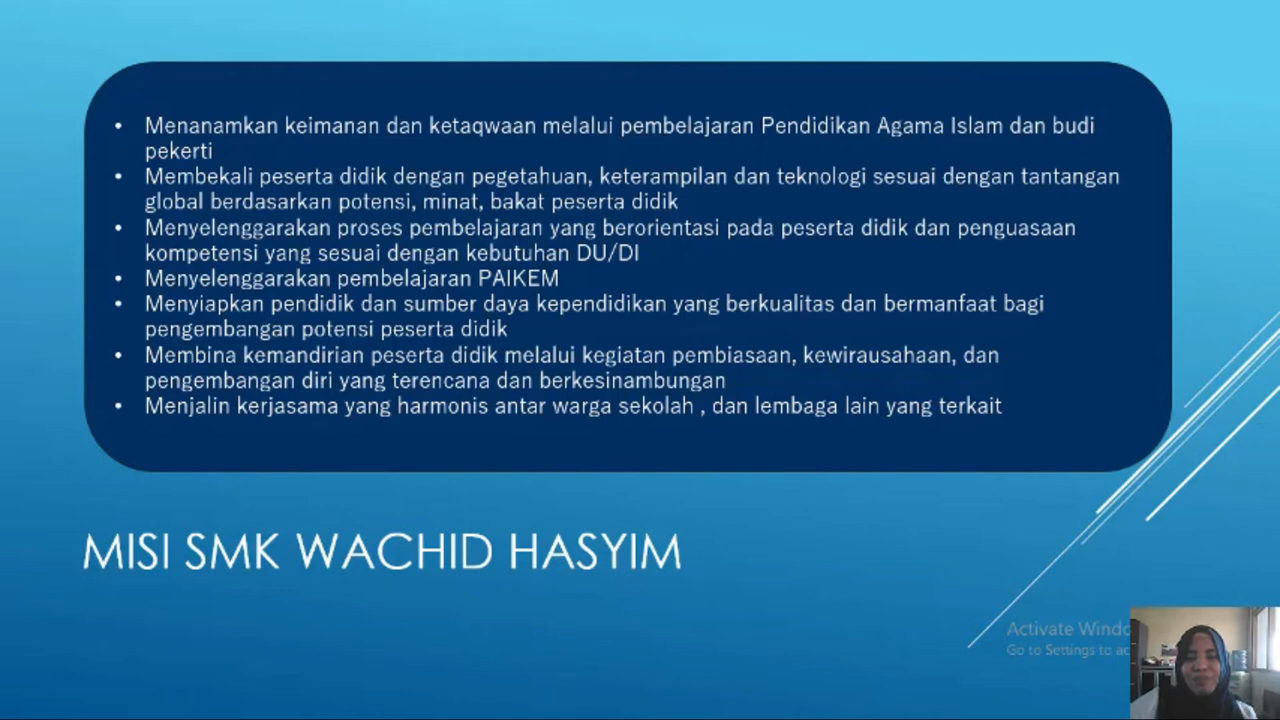 • Menanamkan keimanan dan ketaqwaan melalui pembelajaran Pendidikan Agama Islam dan budi
pekerti
• Membekali peserta didik dengan pegetahuan, keterampilan dan teknologi sesuai dengan tantangan
global berdasarkan potensi, minat, bakat peserta didik
• Menyelenggarakan proses pembelajaran yang berorientasi pada peserta didik dan penguasaan
kompetensi yang sesuai dengan kebutuhan DU/DI
• Menyelenggarakan pembelajaran PAIKEM
• Menyiapkan pendidik dan sumber daya kependidikan yang berkualitas dan bermanfaat bagi
pengembangan potensi peserta didik
• Membina kemandirian peserta didik melalui kegiatan pembiasaan, kewirausahaan, dan
pengembangan diri yang terencana dan berkesinambungan
• Menjalin kerjasama yang harmonis antar warga sekolah , dan lembaga lain yang terkait
MISI SMK WACHID HASYIM
Activate Windo
Go to Settings to ac